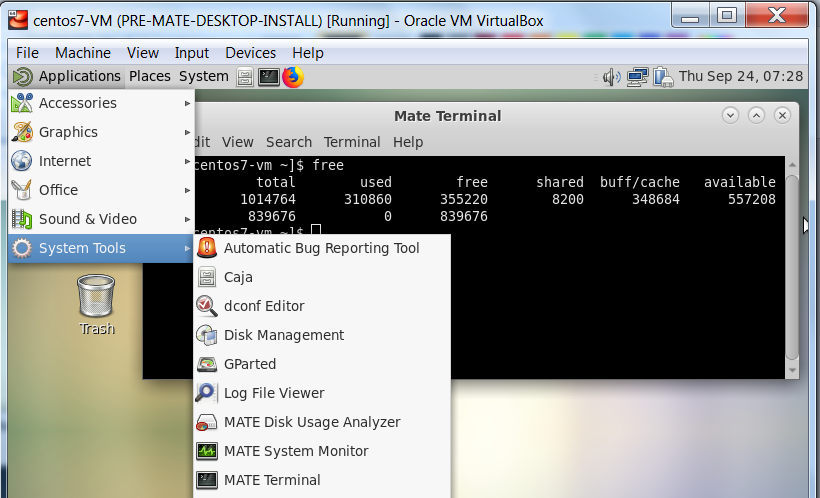 centos7-VM (PRE-MATE-DESKTOP-INSTALL) [Running] - Oracle VM VirtualBox
File Machine View Input Devices Help
Applications Places System Thu Sep 24, 07:28
Accessories
Graphics
Internet
Office
Sound & Video
System Tools
Mate Terminal
dit View Search Terminal Help
centos7-vm ~]$ free
total used free shared buff/cache available
1014764 310860 355220 8200 348684 557208
839676 0 839676
centos7-vm ~]$
Automatic Bug Reporting Tool
Caja
dconf Editor
Disk Management
GParted
Log File Viewer
MATE Disk Usage Analyzer
MATE System Monitor
MATE Terminal
Trash